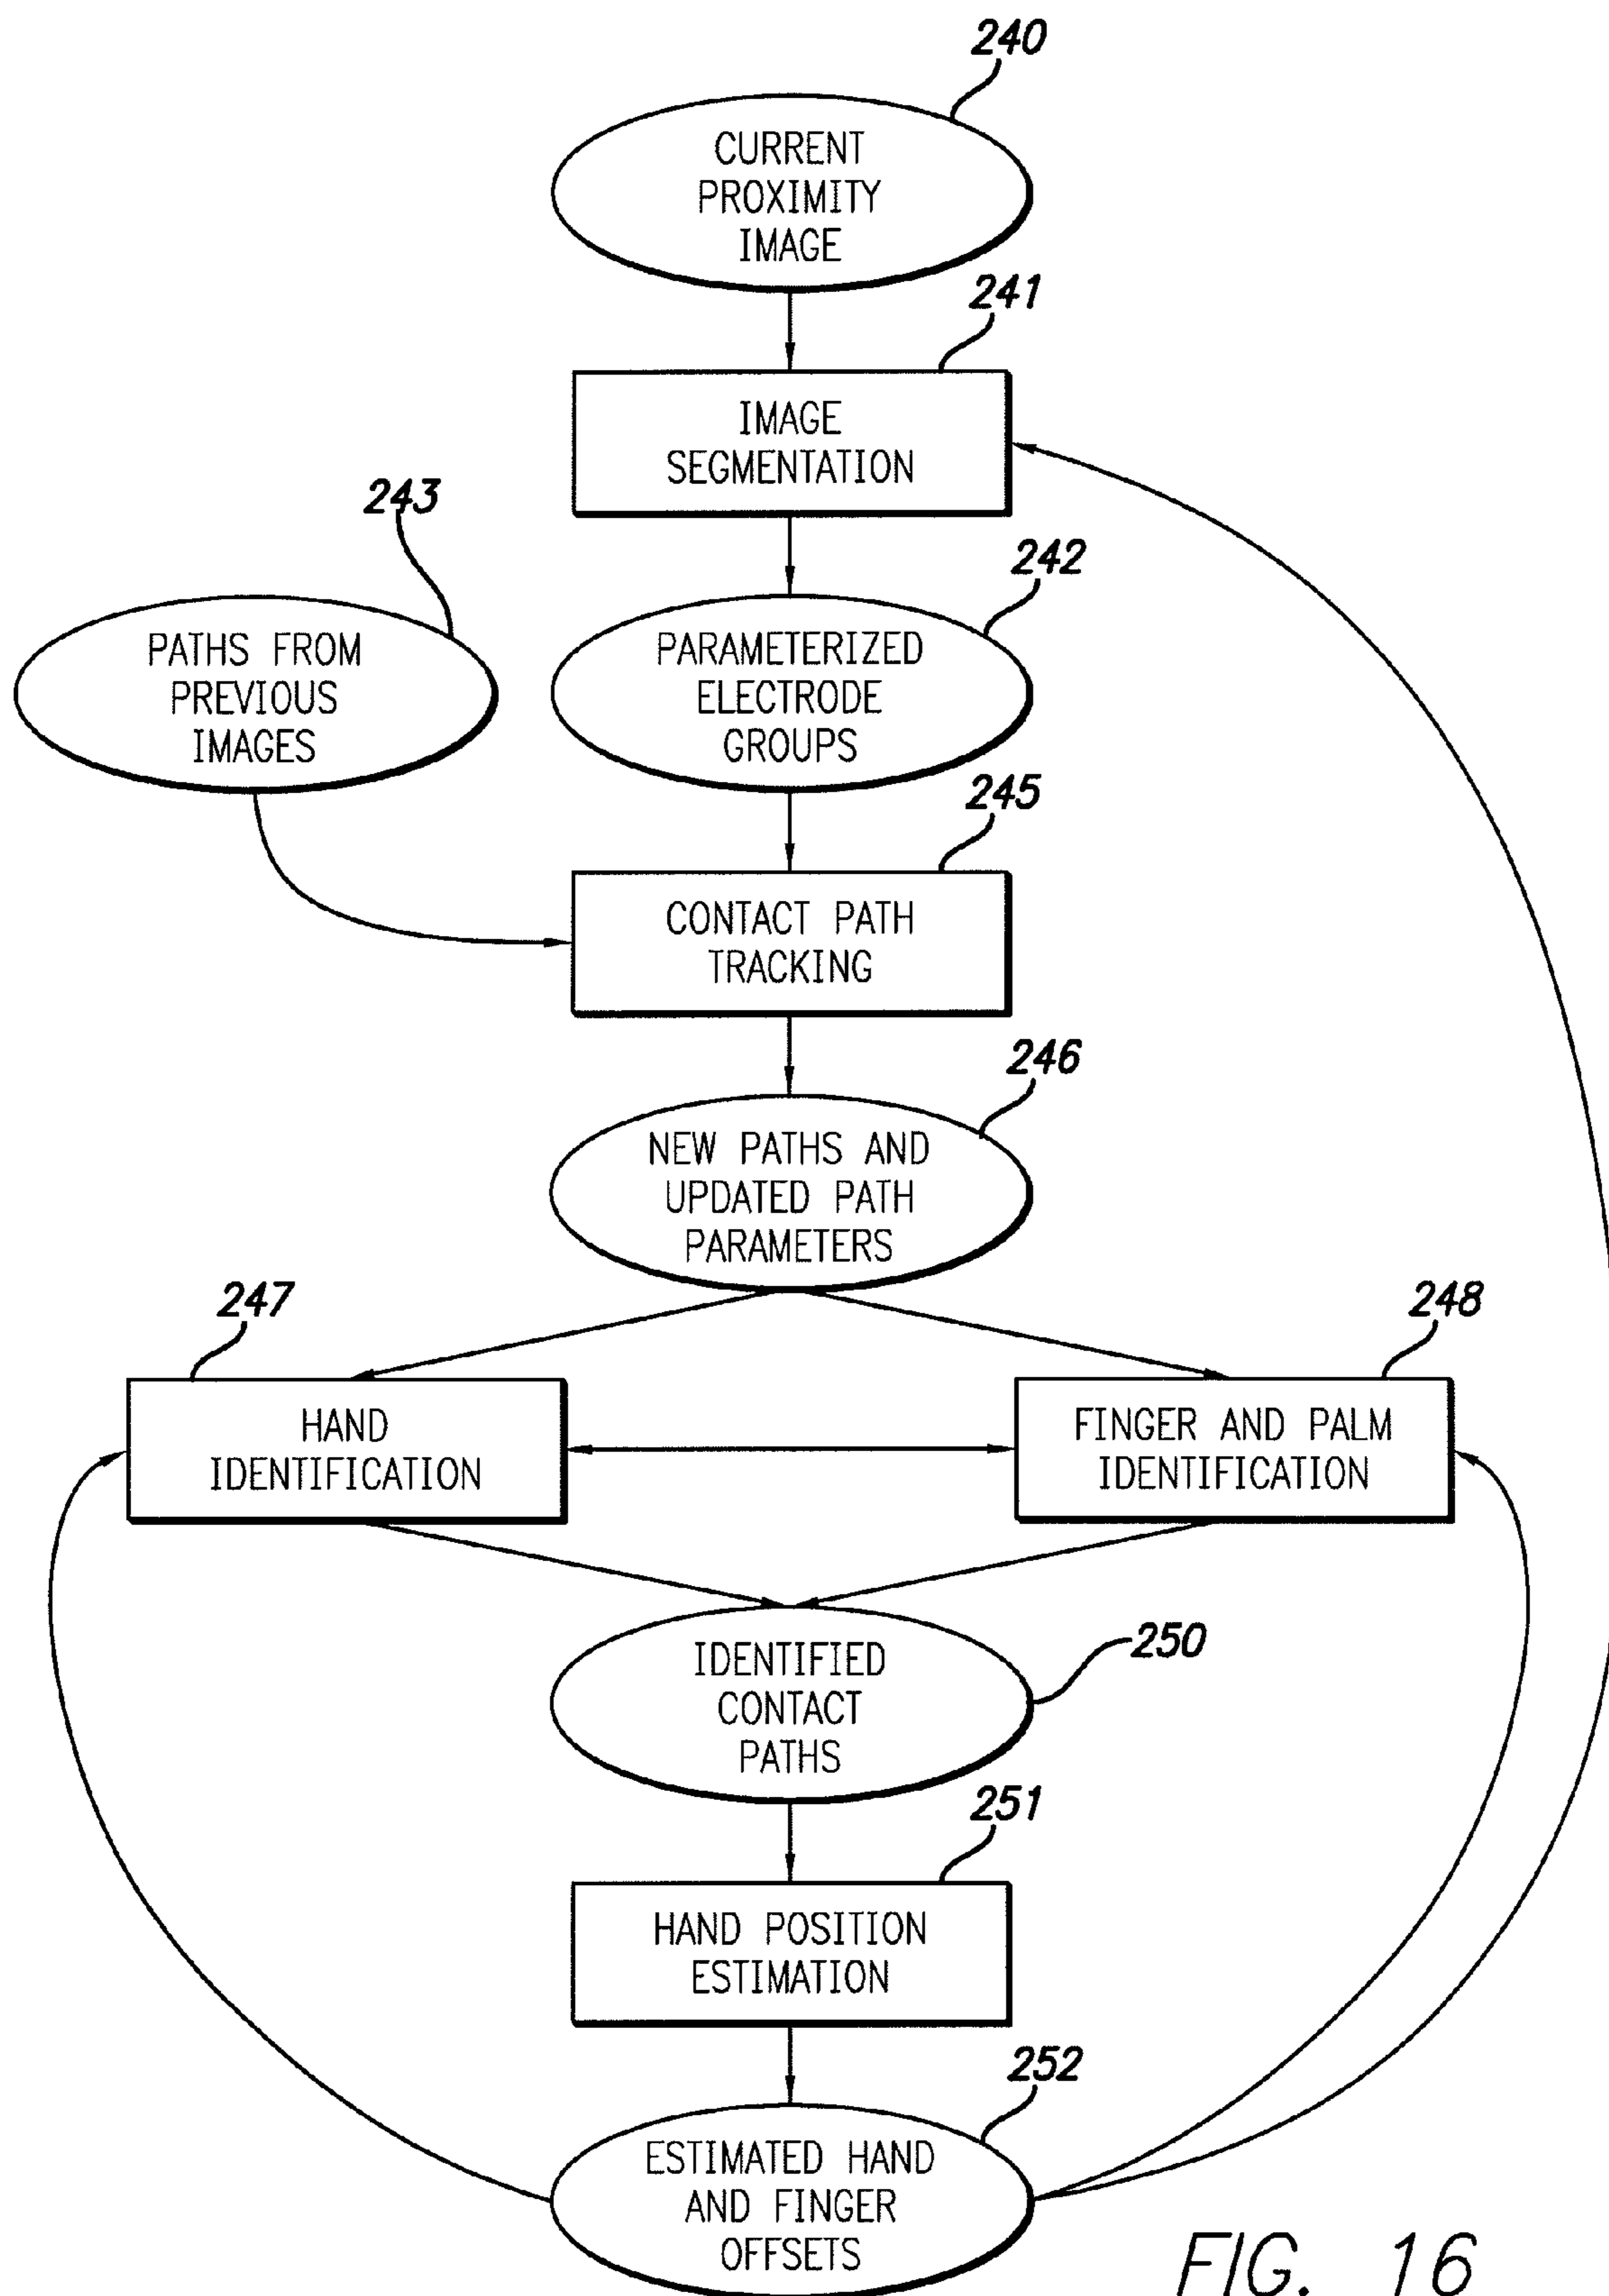 240
CURRENT
PROXIMITY
IMAGE
241
IMAGE
SEGMENTATION
243
242
PATHS FROM
PREVIOUS
IMAGES
PARAMETERIZED
ELECTRODE
GROUPS
245
CONTACT PATH
TRACKING
246
NEW PATHS AND
UPDATED PATH
PARAMETERS
247
248
HAND
IDENTIFICATION
FINGER AND PALM
IDENTIFICATION
250
IDENTIFIED
CONTACT
PATHS
251
HAND POSITION
ESTIMATION
252
ESTIMATED HAND
AND FINGER
OFFSETS
FIG. 16